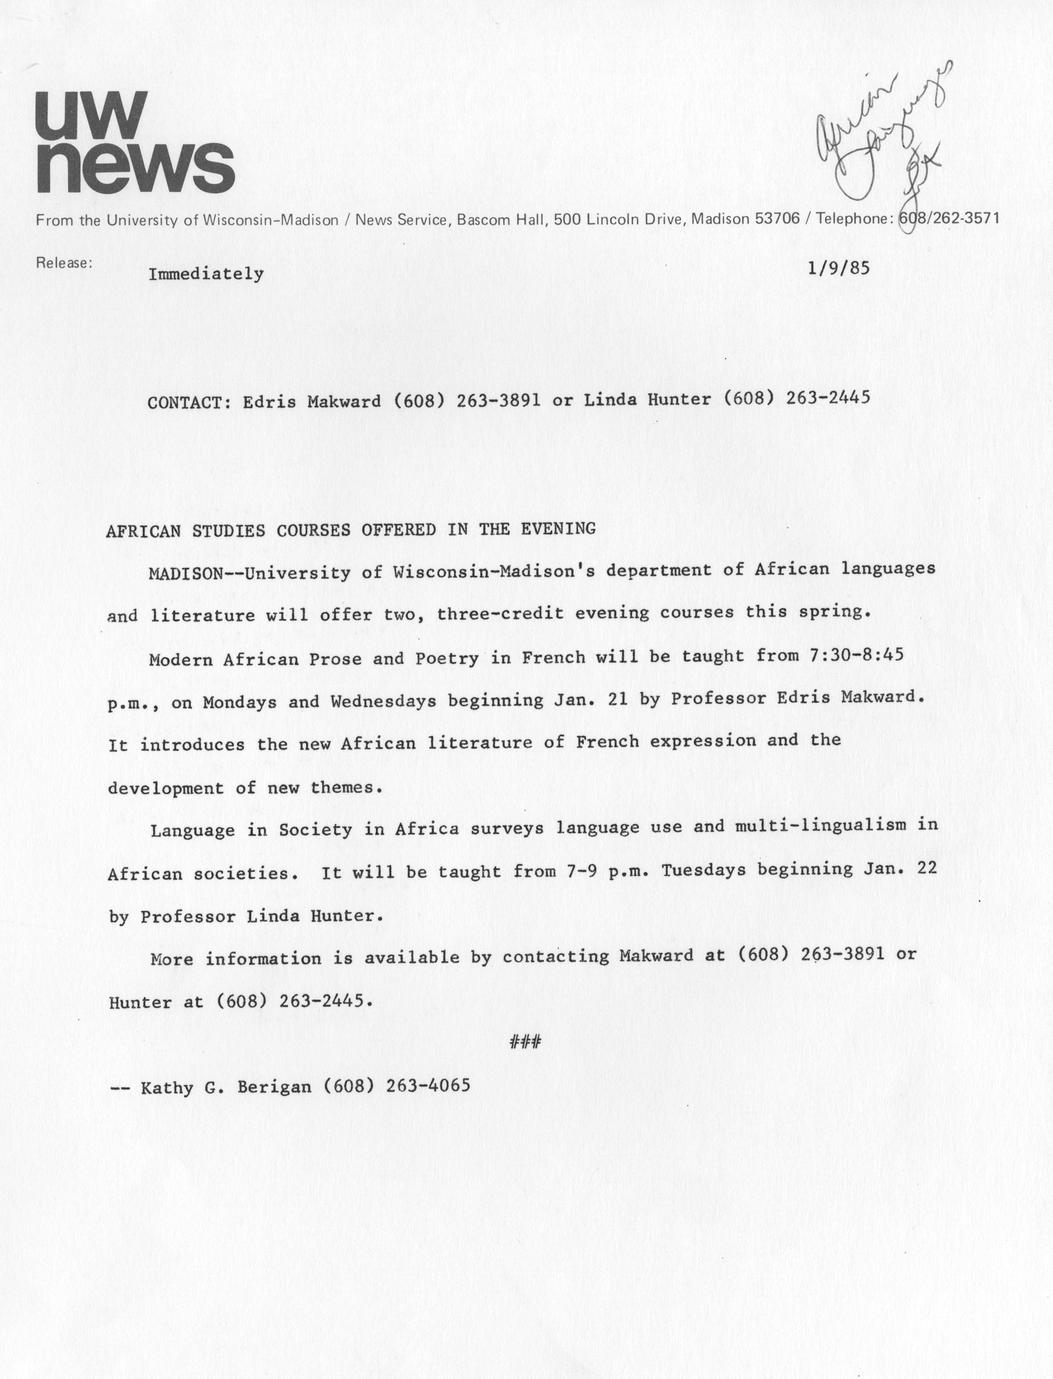 uw
news
African
Languages
& Lit
From the University of Wisconsin-Madison / News Service, Bascom Hall, 500 Lincoln Drive, Madison 53706 / Telephone: 608/262-3571
Release: Immediately 1/9/85
CONTACT: Edris Makward (608) 263-3891 or Linda Hunter (608) 263-2445
AFRICAN STUDIES COURSES OFFERED IN THE EVENING
MADISON--University of Wisconsin-Madison's department of African languages
and literature will offer two, three-credit evening courses this spring.
Modern African Prose and Poetry in French will be taught from 7:30-8:45
p.m., on Mondays and Wednesdays beginning Jan. 21 by Professor Edris Makward.
It introduces the new African literature of French expression and the
development of new themes.
Language in Society in Africa surveys language use and multi-lingualism in
African societies. It will be taught from 7-9 p.m. Tuesdays beginning Jan. 22
by Professor Linda Hunter.
More information is available by contacting Makward at (608) 263-3891 or
Hunter at (608) 263-2445.
###
-- Kathy G. Berigan (608) 263-4065